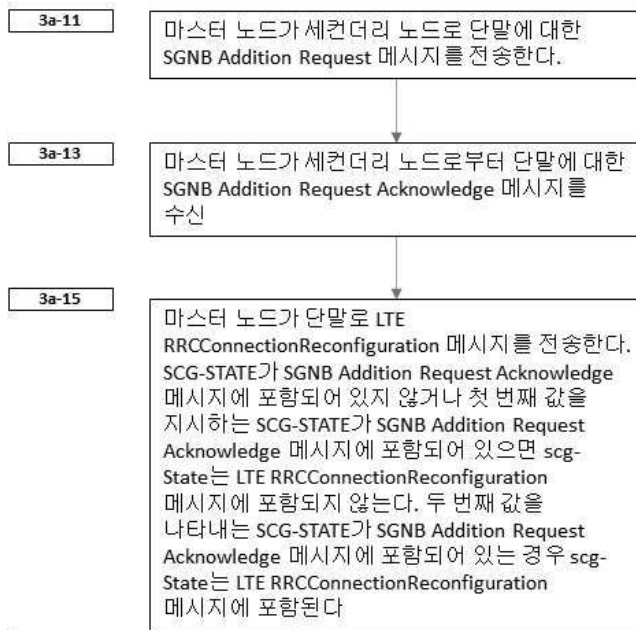 3a-11
마스터 노드가 세컨더리 노드로 단말에 대한
SGNB Addition Request 메시지를 전송한다.
3a-13
마스터 노드가 세컨더리 노드로부터 단말에 대한
SGNB Addition Request Acknowledge 메시지를
수신
3a-15
마스터 노드가 단말로 LTE
RRCConnectionReconfiguration 메시지를 전송한다.
SCG-STATE가 SGNB Addition Request Acknowledge
메시지에 포함되어 있지 않거나 첫 번째 값을
지시하는 SCG-STATE가 SGNB Addition Request
Acknowledge 메시지에 포함되어 있으면 scg-
State는 LTE RRCConnectionReconfiguration
메시지에 포함되지 않는다. 두 번째 값을
나타내는 SCG-STATE가 SGNB Addition Request
Acknowledge 메시지에 포함되어 있는 경우 scg-
State는 LTE RRCConnectionReconfiguration
메시지에 포함된다